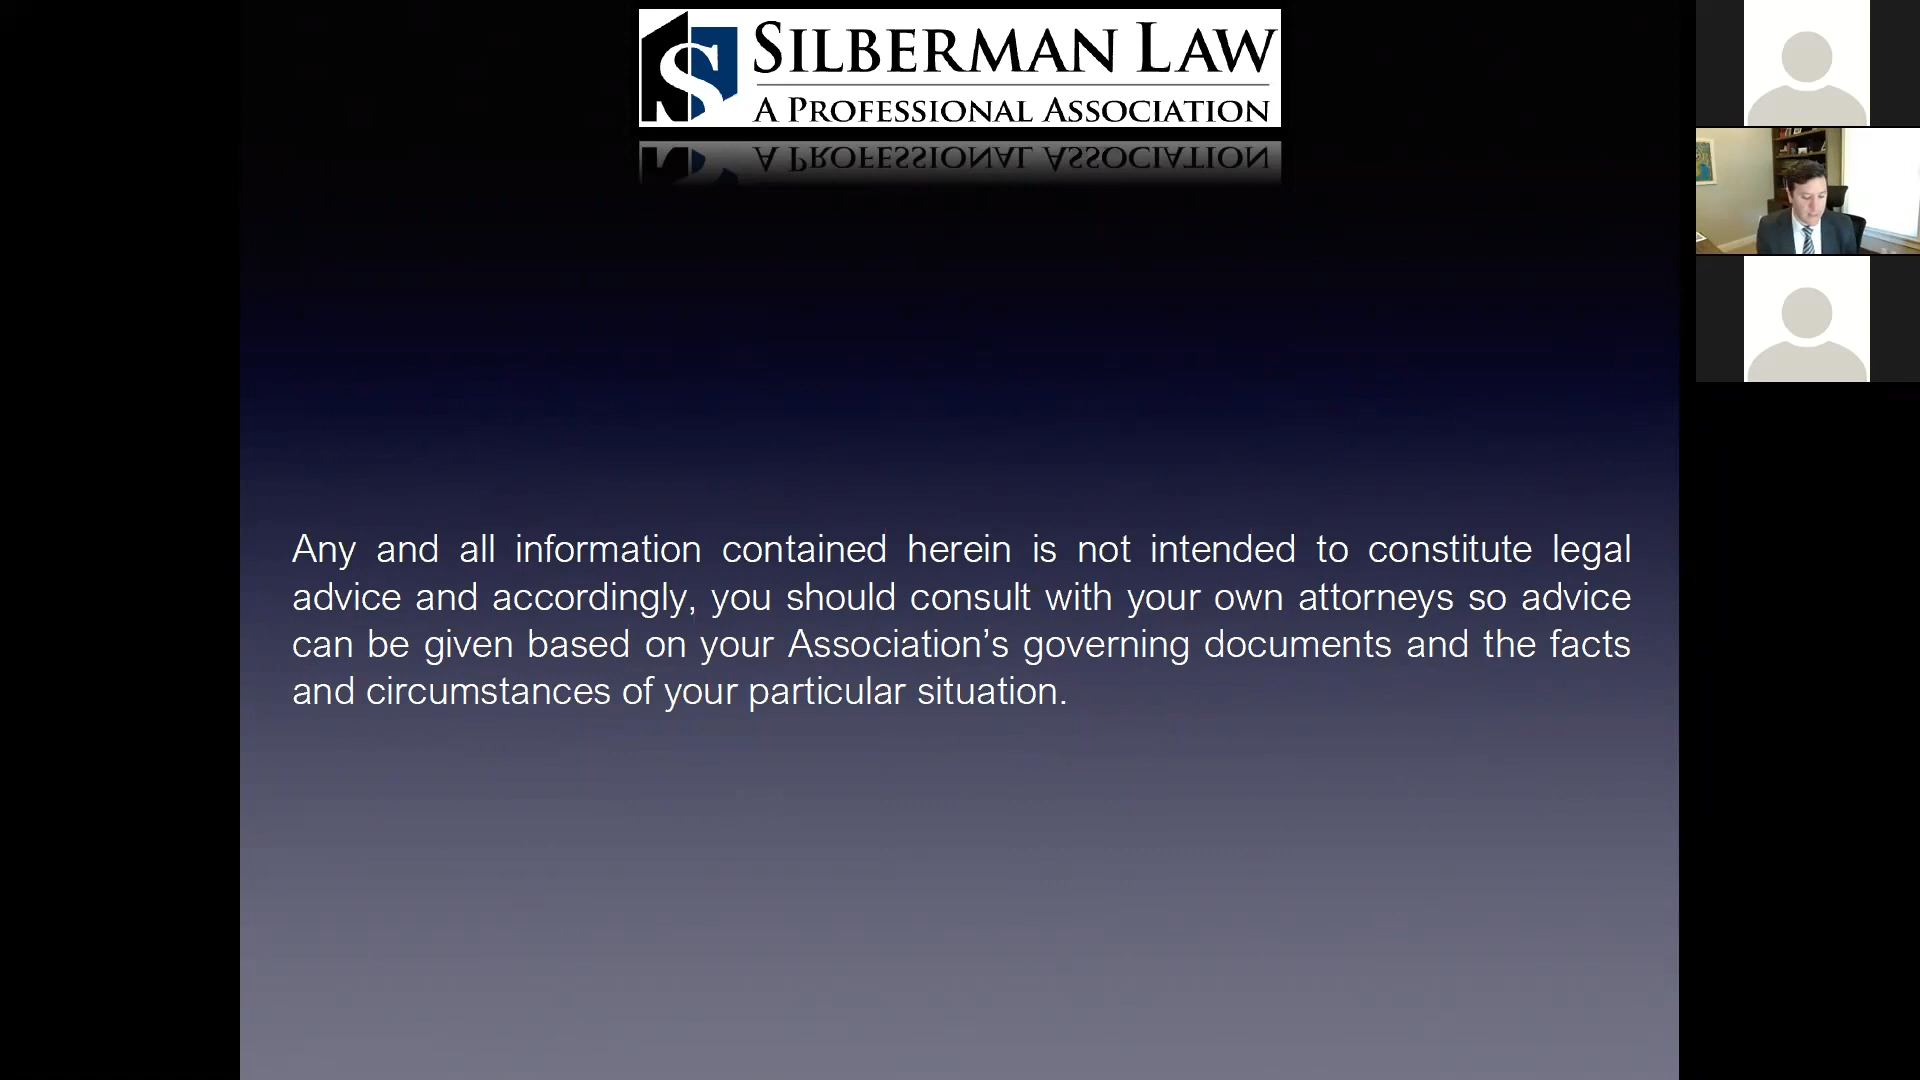 SILBERMAN LAW
A PROFESSIONAL ASSOCIATION
Any and all information contained herein is not intended to constitute legal
advice and accordingly, you should consult with your own attorneys so advice
can be given based on your Association’s governing documents and the facts
and circumstances of your particular situation.